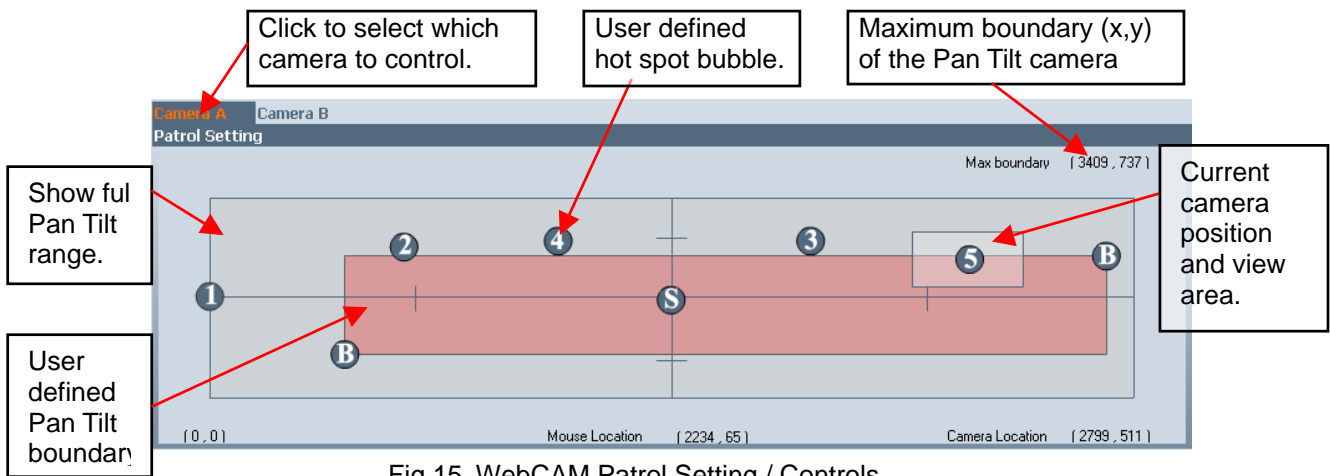 Click to select which
camera to control.
User defined
hot spot bubble.
Maximum boundary (x,y)
of the Pan Tilt camera
Camera A
Camera B
Patrol Setting
Max boundary
( 3409 , 737 )
Show ful
Pan Tilt
range.
Current
camera
position
and view
area.
2
4
3
5
B
1
S
B
User
defined
Pan Tilt
boundary
( 0 , 0 )
Mouse Location
( 2234 , 65 )
Camera Location
( 2799 , 511 )
Fig 15. WebCAM Patrol Setting / Controls